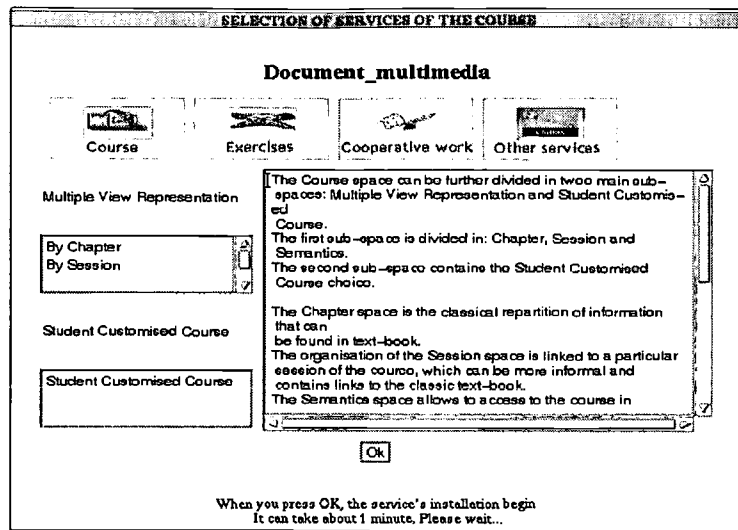 SELECTION OF SERVICES OF THE COURSE
Document_multimedia
Course
Exercises
Cooperative work
Other services
Multiple View Representation
By Chapter
By Session
Student Customised Course
Student Customised Course
The Course space can be further divided in twoo main sub-
spaces: Multiple View Representation and Student Customis-
ed
Course.
The first sub-space is divided in: Chapter, Session and
Semantics.
The second sub-space contains the Student Customised
Course choice.
The Chapter space is the classical repartition of information
that can
be found in text-book.
The organisation of the Session space is linked to a particular
session of the cource, which can be more informal and
contains links to the classic text-book.
The Semantics space allows to access to the course in
Ok
When you press OK, the service's installation begin
It can take about 1 minute, Please wait...